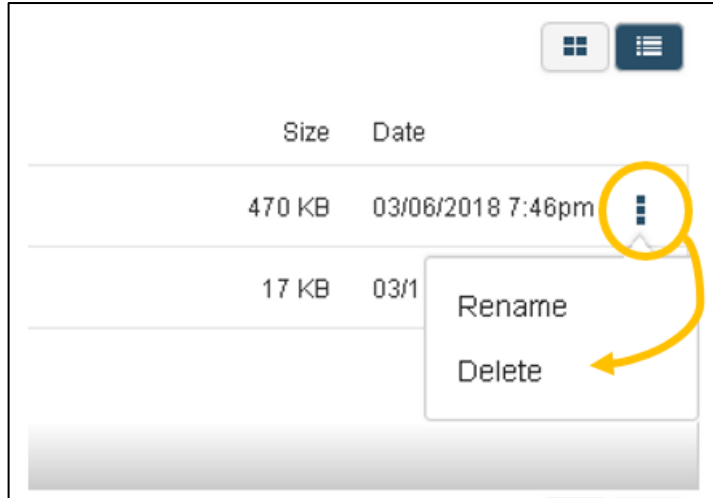 Size Date
470 KB 03/06/2018 7:46pm
17 KB 03/1
Rename
Delete